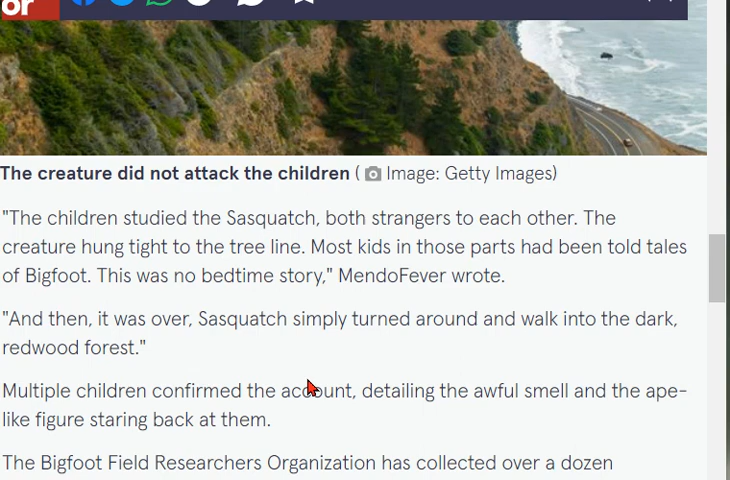 or
The creature did not attack the children ( Image: Getty Images)
"The children studied the Sasquatch, both strangers to each other. The
creature hung tight to the tree line. Most kids in those parts had been told tales
of Bigfoot. This was no bedtime story," MendoFever wrote.
"And then, it was over, Sasquatch simply turned around and walk into the dark,
redwood forest."
Multiple children confirmed the account, detailing the awful smell and the ape-
like figure staring back at them.
The Bigfoot Field Researchers Organization has collected over a dozen